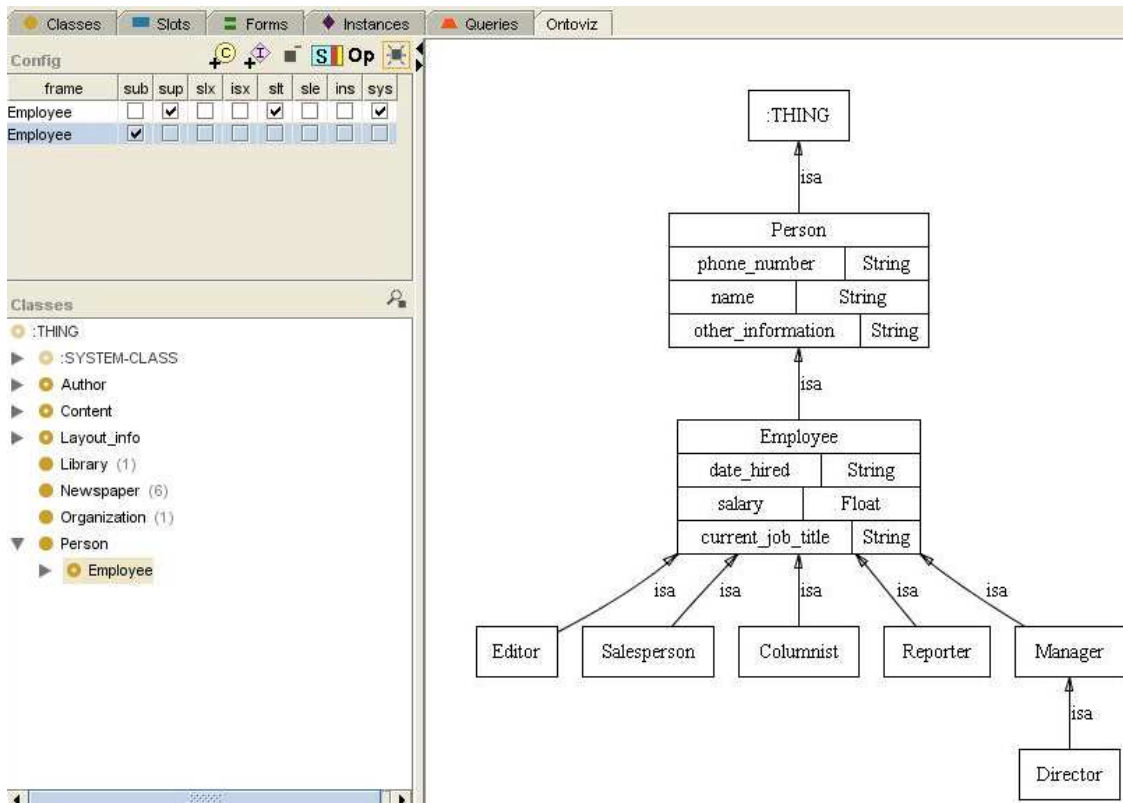 Classes Slots Forms Instances Queries Ontoviz
Config C I S Op
frame sub sup slx isx slt sle ins sys
Employee
Employee
Classes
:THING
:SYSTEM-CLASS
Author
Content
Layout_info
Library (1)
Newspaper (6)
Organization (1)
Person
Employee
:THING
isa
Person
phone_number String
name String
other_information String
isa
Employee
date_hired String
salary Float
current_job_title String
isa isa isa isa isa
Editor Salesperson Columnist Reporter Manager
isa
Director